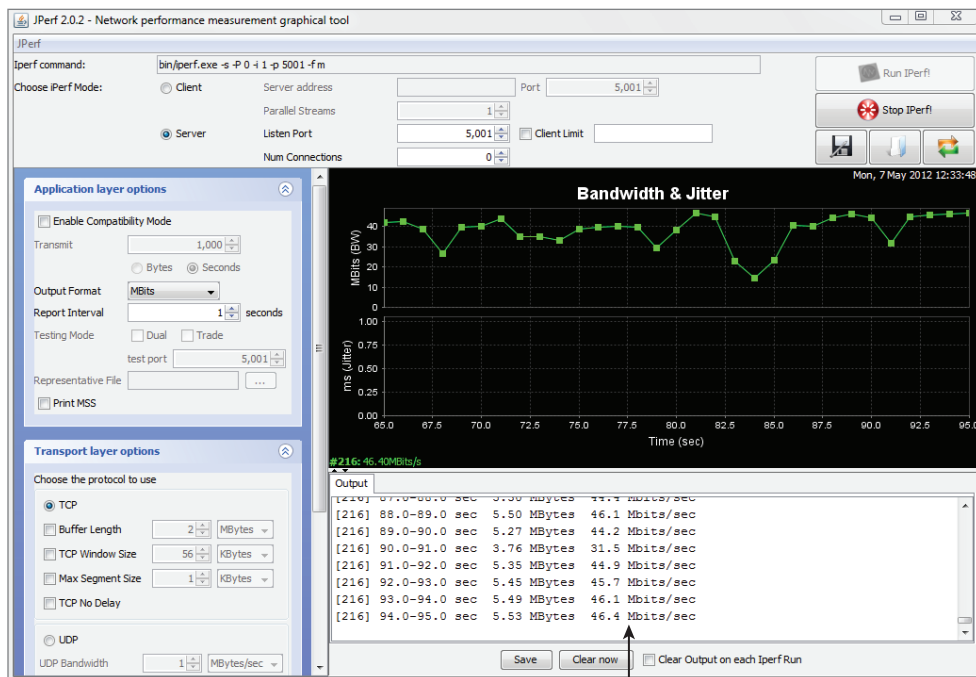 JPerf 2.0.2 - Network performance measurement graphical tool
JPerf
Iperf command:
bin/iperf.exe -s -P 0 -i 1 -p 5001 -f m
Choose iPerf Mode:
Client
Server address
Port
5,001
Parallel Streams
1
Server
Listen Port
5,001
Client Limit
Num Connections
0
Run IPerf!
Stop IPerf!
Application layer options
Enable Compatibility Mode
Transmit
1,000
Bytes
Seconds
Output Format
MBits
Report Interval
1
seconds
Testing Mode
Dual
Trade
test port
5,001
Representative File
...
Print MSS
Transport layer options
Choose the protocol to use
TCP
Buffer Length
2
MBytes
TCP Window Size
56
KBytes
Max Segment Size
1
KBytes
TCP No Delay
UDP
UDP Bandwidth
1
MBytes/sec
Mon, 7 May 2012 12:33:48
Bandwidth & Jitter
MBits (BW)
40
30
20
10
0
ms (Jitter)
1.00
0.75
0.50
0.25
0.00
65.0 67.5 70.0 72.5 75.0 77.5 80.0 82.5 85.0 87.5 90.0 92.5 95.0
Time (sec)
#216: 46.40MBits/s
Output
[216] 87.0-88.0 sec 5.30 MBytes 44.4 Mbits/sec
[216] 88.0-89.0 sec 5.50 MBytes 46.1 Mbits/sec
[216] 89.0-90.0 sec 5.27 MBytes 44.2 Mbits/sec
[216] 90.0-91.0 sec 3.76 MBytes 31.5 Mbits/sec
[216] 91.0-92.0 sec 5.35 MBytes 44.9 Mbits/sec
[216] 92.0-93.0 sec 5.45 MBytes 45.7 Mbits/sec
[216] 93.0-94.0 sec 5.49 MBytes 46.1 Mbits/sec
[216] 94.0-95.0 sec 5.53 MBytes 46.4 Mbits/sec
Save
Clear now
Clear Output on each Iperf Run